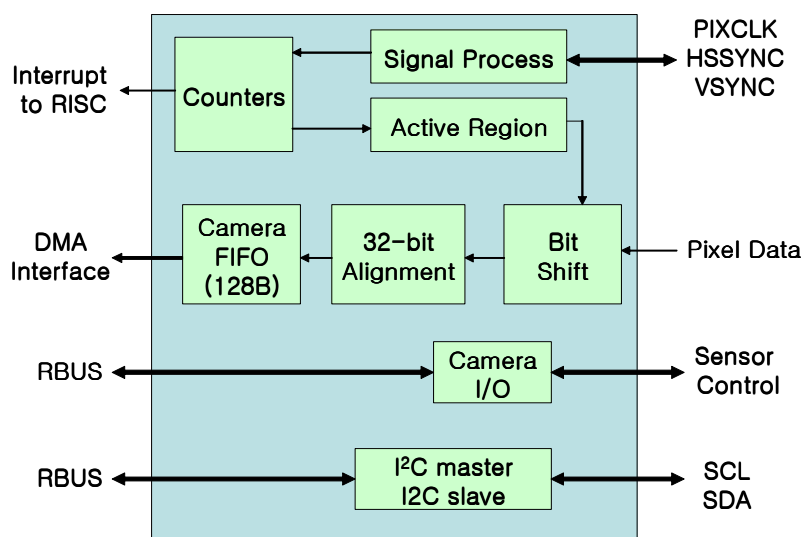 PIXCLK
HSSYNC
VSYNC
Signal Process
Interrupt
to RISC
Counters
Active Region
DMA
Interface
Camera
FIFO
(128B)
32-bit
Alignment
Bit
Shift
Pixel Data
RBUS
Camera
I/O
Sensor
Control
RBUS
I²C master
I2C slave
SCL
SDA